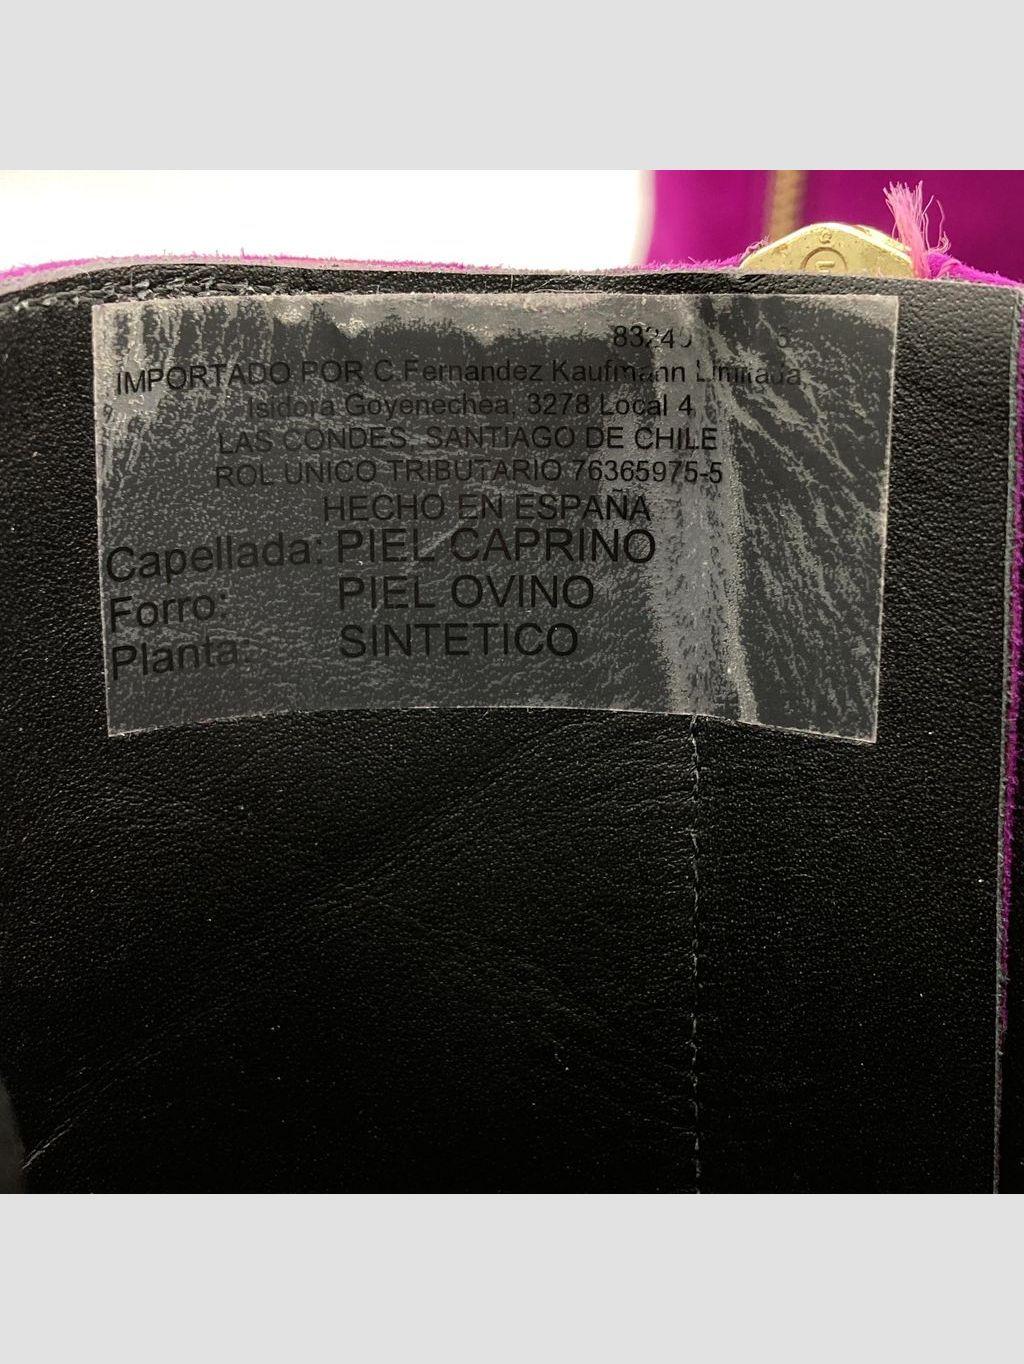 IMPORTADO POR C.Fernandez Kaufmann Limitada
Isidora Goyenechea, 3278 Local 4
LAS CONDES, SANTIAGO DE CHILE
ROL UNICO TRIBUTARIO 76365975-5
HECHO EN ESPAÑA
Capellada: PIEL CAPRINO
Forro: PIEL OVINO
Planta: SINTETICO